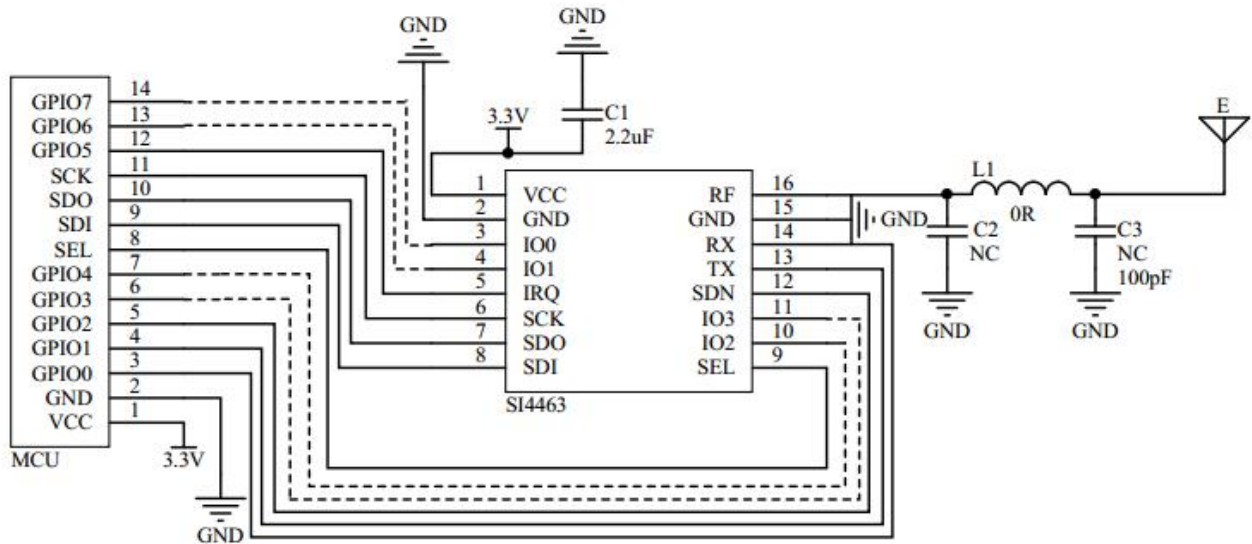 GND
GND
14
GPIO7
13
GPIO6
12
GPIO5
11
SCK
10
SDO
9
SDI
8
SEL
7
GPIO4
6
GPIO3
5
GPIO2
4
GPIO1
3
GPIO0
2
GND
1
VCC
MCU
3.3V
GND
3.3V
C1
2.2uF
1
VCC
2
GND
3
IO0
4
IO1
5
IRQ
6
SCK
7
SDO
8
SDI
SI4463
RF
16
GND
15
RX
14
TX
13
SDN
12
IO3
11
IO2
10
SEL
9
GND
C2
NC
GND
L1
0R
C3
NC
100pF
GND
E